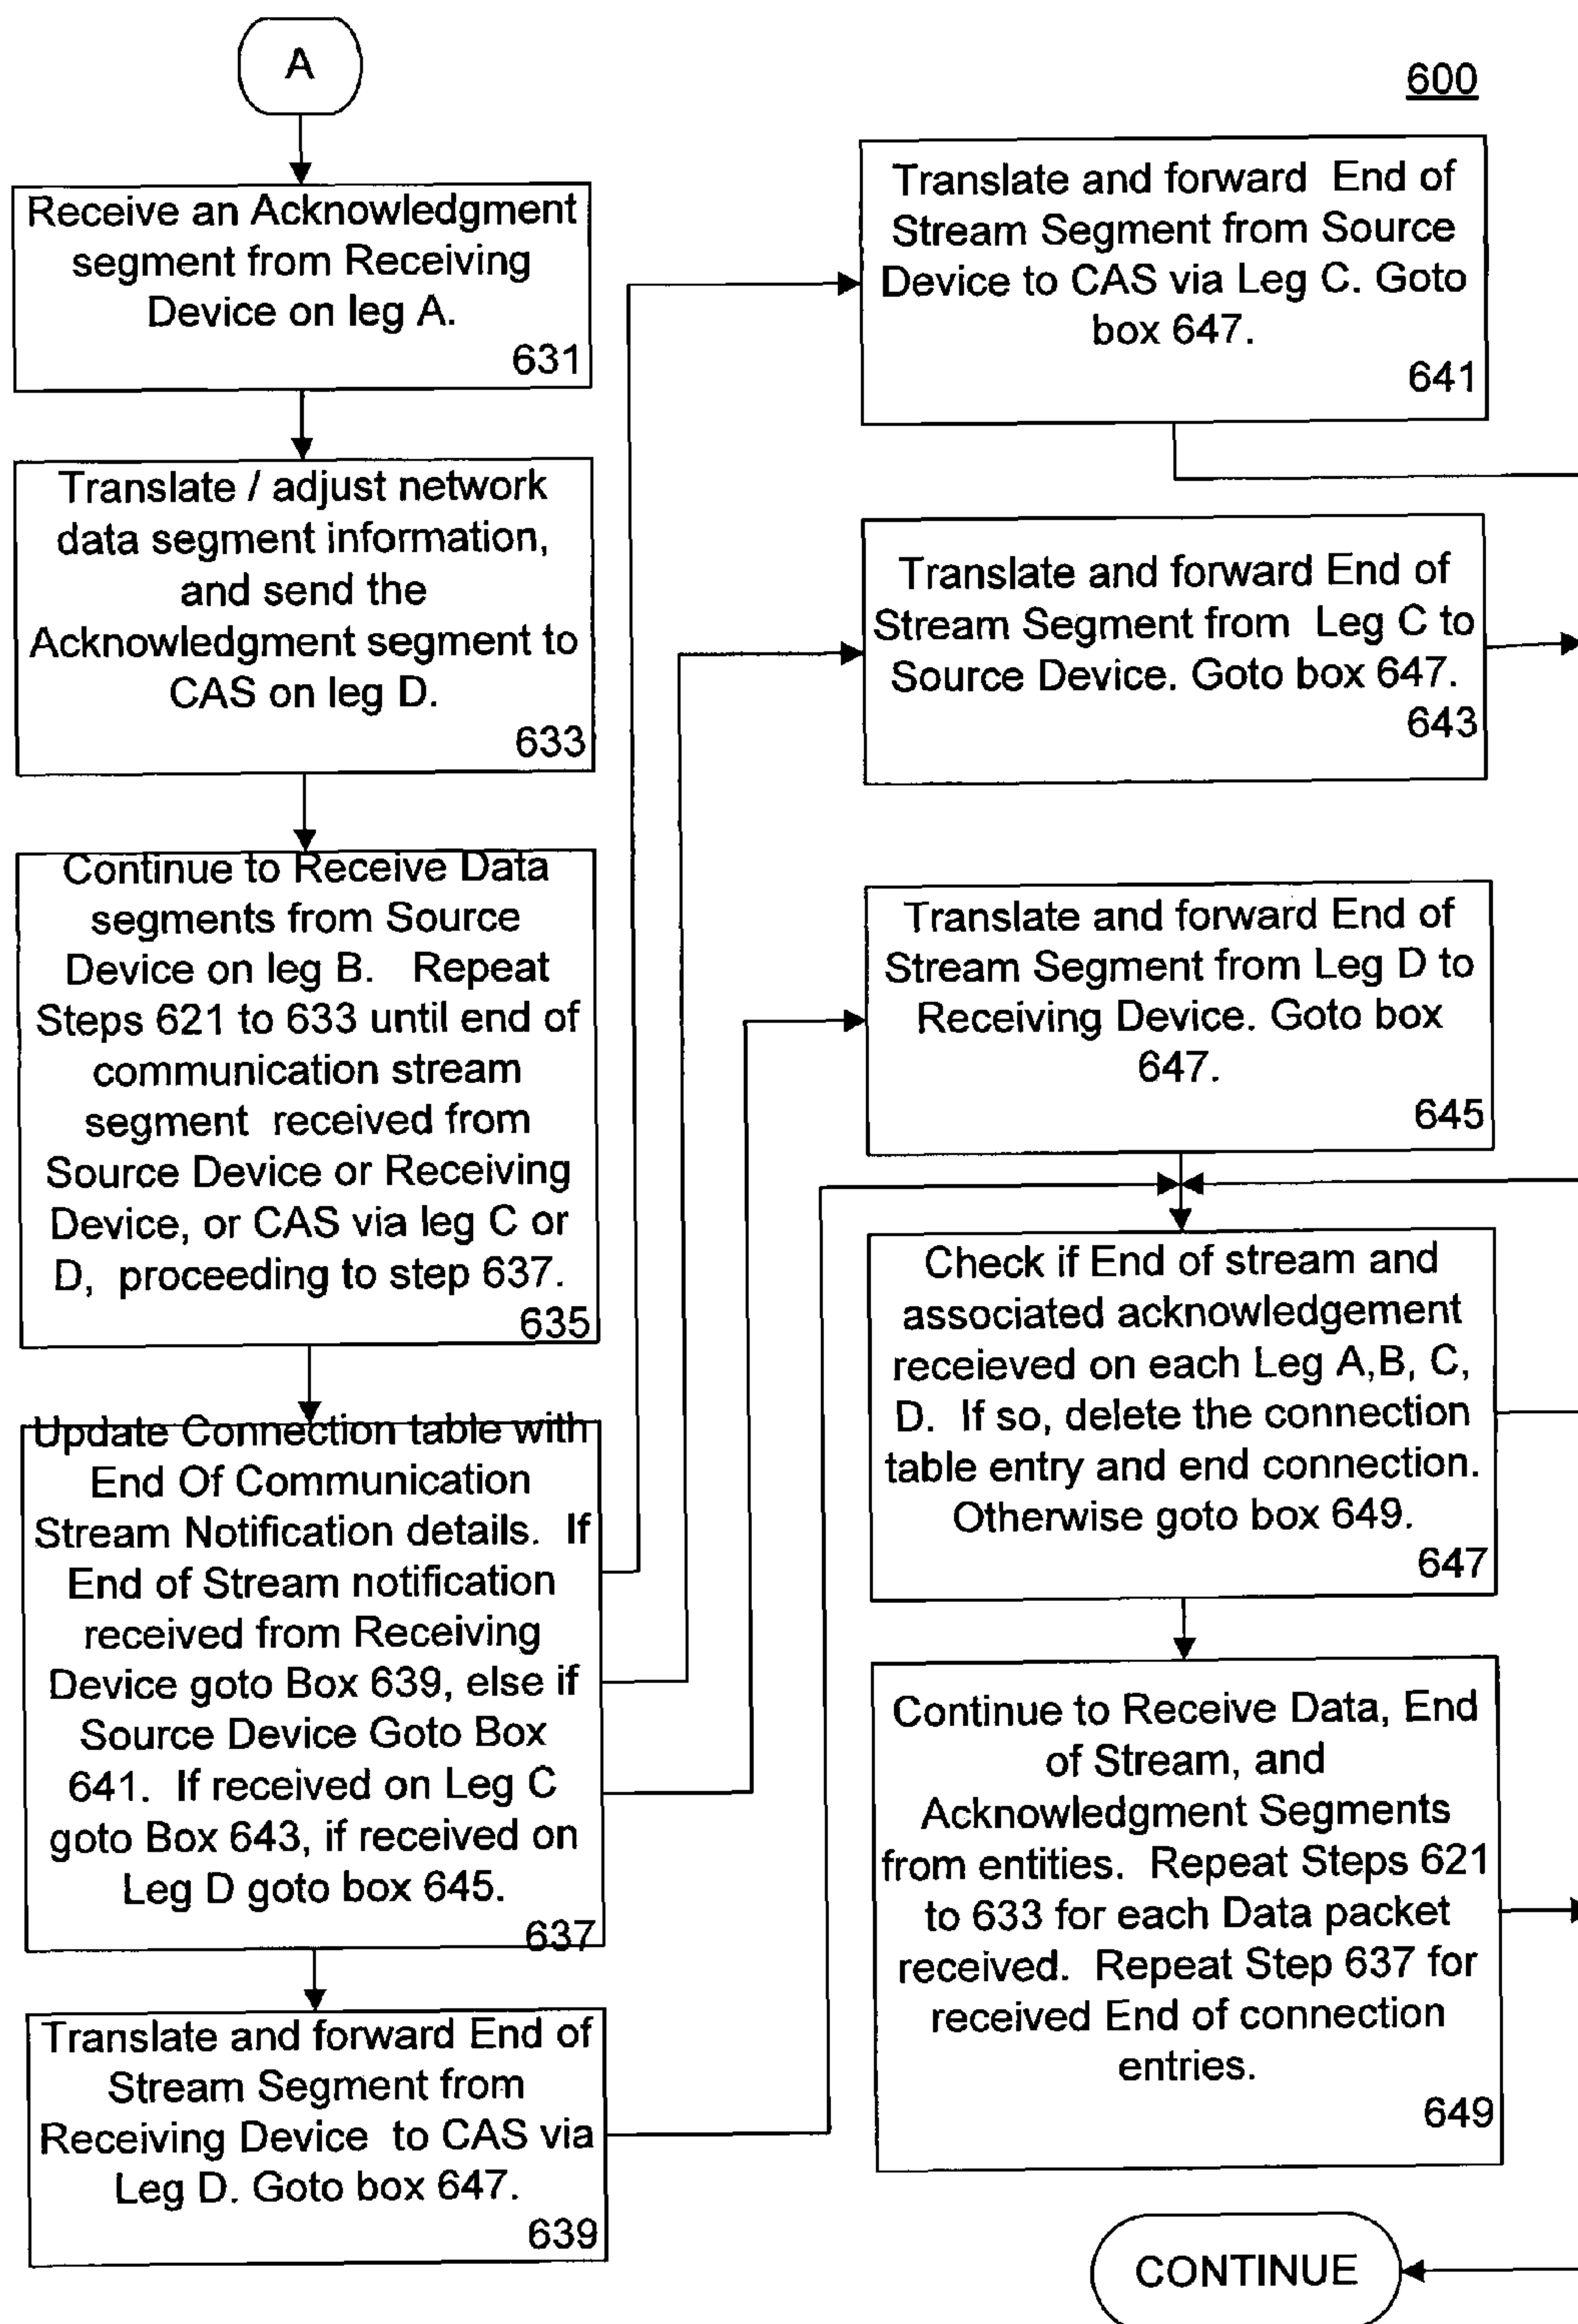 A
600
Receive an Acknowledgment
segment from Receiving
Device on leg A.
631
Translate / adjust network
data segment information,
and send the
Acknowledgment segment to
CAS on leg D.
633
Continue to Receive Data
segments from Source
Device on leg B. Repeat
Steps 621 to 633 until end of
communication stream
segment received from
Source Device or Receiving
Device, or CAS via leg C or
D, proceeding to step 637.
635
Update Connection table with
End Of Communication
Stream Notification details. If
End of Stream notification
received from Receiving
Device goto Box 639, else if
Source Device Goto Box
641. If received on Leg C
goto Box 643, if received on
Leg D goto box 645.
637
Translate and forward End of
Stream Segment from
Receiving Device to CAS via
Leg D. Goto box 647.
639
Translate and forward End of
Stream Segment from Source
Device to CAS via Leg C. Goto
box 647.
641
Translate and forward End of
Stream Segment from Leg C to
Source Device. Goto box 647.
643
Translate and forward End of
Stream Segment from Leg D to
Receiving Device. Goto box
647.
645
Check if End of stream and
associated acknowledgement
receieved on each Leg A,B, C,
D. If so, delete the connection
table entry and end connection.
Otherwise goto box 649.
647
Continue to Receive Data, End
of Stream, and
Acknowledgment Segments
from entities. Repeat Steps 621
to 633 for each Data packet
received. Repeat Step 637 for
received End of connection
entries.
649
CONTINUE